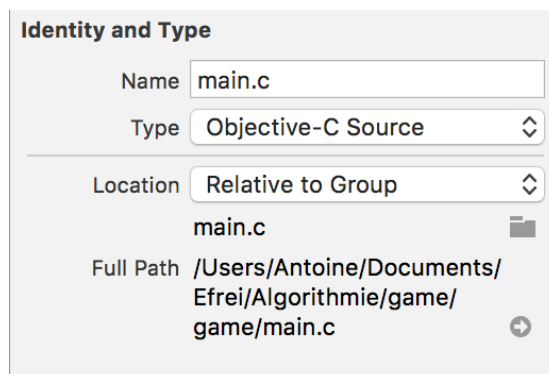 Identity and Type
Name main.c
Type Objective-C Source
Location Relative to Group
main.c
Full Path /Users/Antoine/Documents/
Efrei/Algorithmie/game/
game/main.c